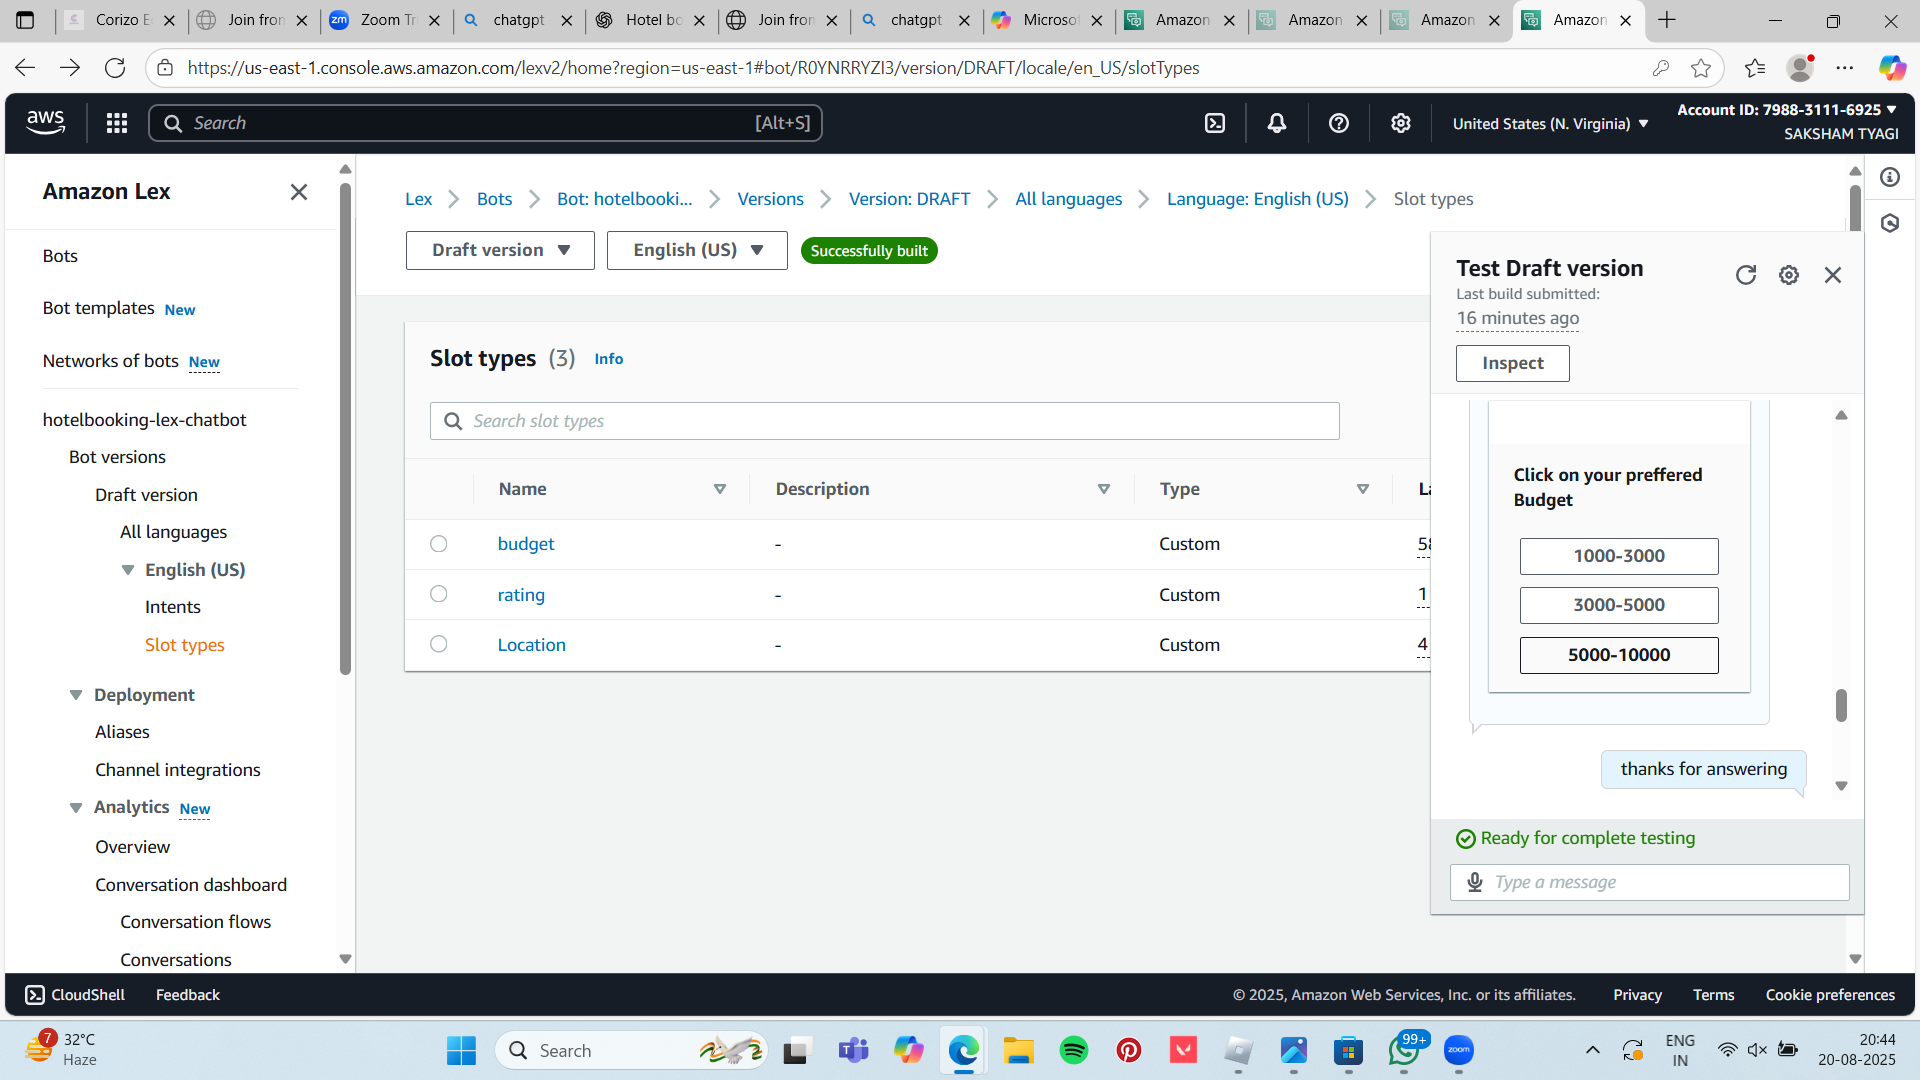 Corizo E
Join fron
Zoom Tr
chatgpt
Hotel bo
Join fron
chatgpt
Microso
Amazon
Amazon
Amazon
Amazon
https://us-east-1.console.aws.amazon.com/lexv2/home?region=us-east-1#bot/R0YNRRYZI3/version/DRAFT/locale/en_US/slotTypes
aws
Search
[Alt+S]
United States (N. Virginia)
Account ID: 7988-3111-6925
SAKSHAM TYAGI
Amazon Lex
Bots
Bot templates New
Networks of bots New
hotelbooking-lex-chatbot
Bot versions
Draft version
All languages
English (US)
Intents
Slot types
Deployment
Aliases
Channel integrations
Analytics New
Overview
Conversation dashboard
Conversation flows
Conversations
Lex
Bots
Bot: hotelbooki...
Versions
Version: DRAFT
All languages
Language: English (US)
Slot types
Draft version
English (US)
Successfully built
Slot types (3) Info
Search slot types
Name
Description
Type
budget
-
Custom
rating
-
Custom
1
Location
-
Custom
4
Test Draft version
Last build submitted:
16 minutes ago
Inspect
Click on your preffered
Budget
1000-3000
3000-5000
5000-10000
thanks for answering
Ready for complete testing
Type a message
CloudShell
Feedback
© 2025, Amazon Web Services, Inc. or its affiliates.
Privacy
Terms
Cookie preferences
7
32°C
Haze
Search
99+
zoom
ENG
IN
20:44
20-08-2025